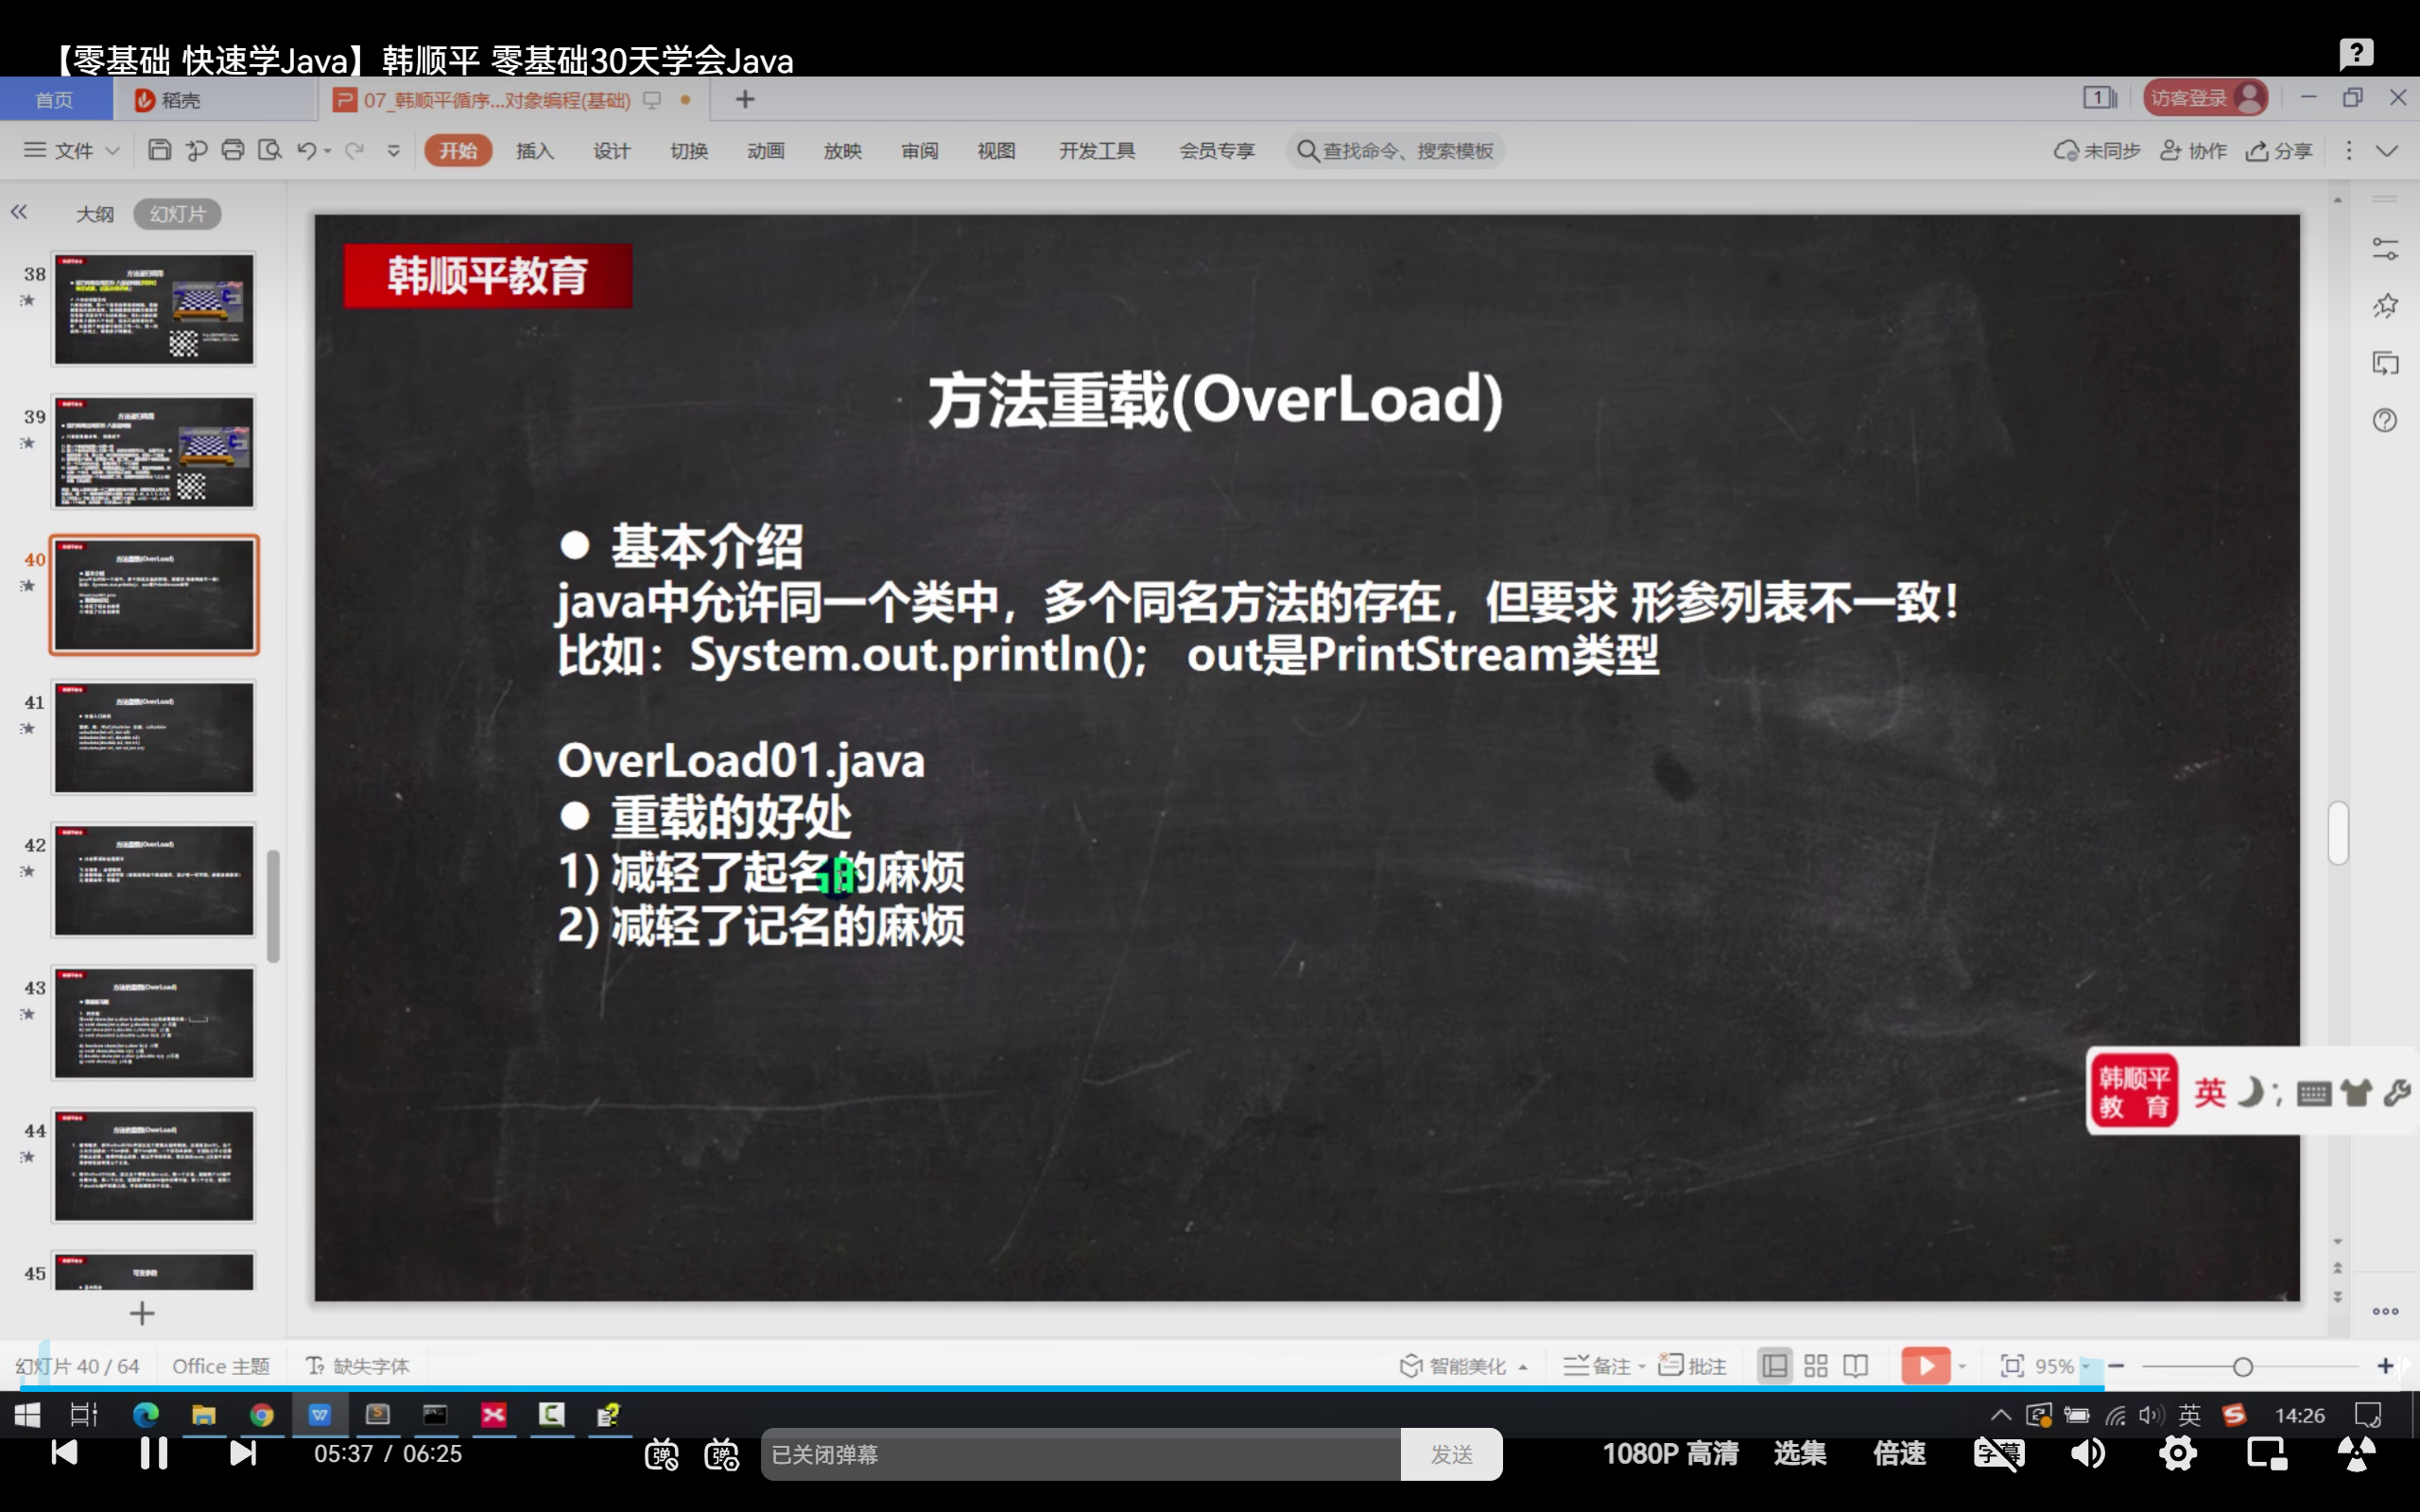 【零基础 快速学Java】韩顺平 零基础30天学会Java
首页
稻壳
07_韩顺平循序...对象编程(基础)
1
访客登录
文件
开始
插入
设计
切换
动画
放映
审阅
视图
开发工具
会员专享
查找命令、搜索模板
未同步
协作
分享
大纲
幻灯片
38
39
40
41
42
43
44
45
韩顺平教育
方法重载(OverLoad)
● 基本介绍
java中允许同一个类中，多个同名方法的存在，但要求 形参列表不一致！
比如：System.out.println(); out是PrintStream类型
OverLoad01.java
● 重载的好处
1) 减轻了起名的麻烦
2) 减轻了记名的麻烦
韩顺平
教 育
英
幻灯片 40 / 64
Office 主题
缺失字体
智能美化
备注
批注
95%
英
14:26
05:37 / 06:25
已关闭弹幕
发送
1080P 高清
选集
倍速
字幕